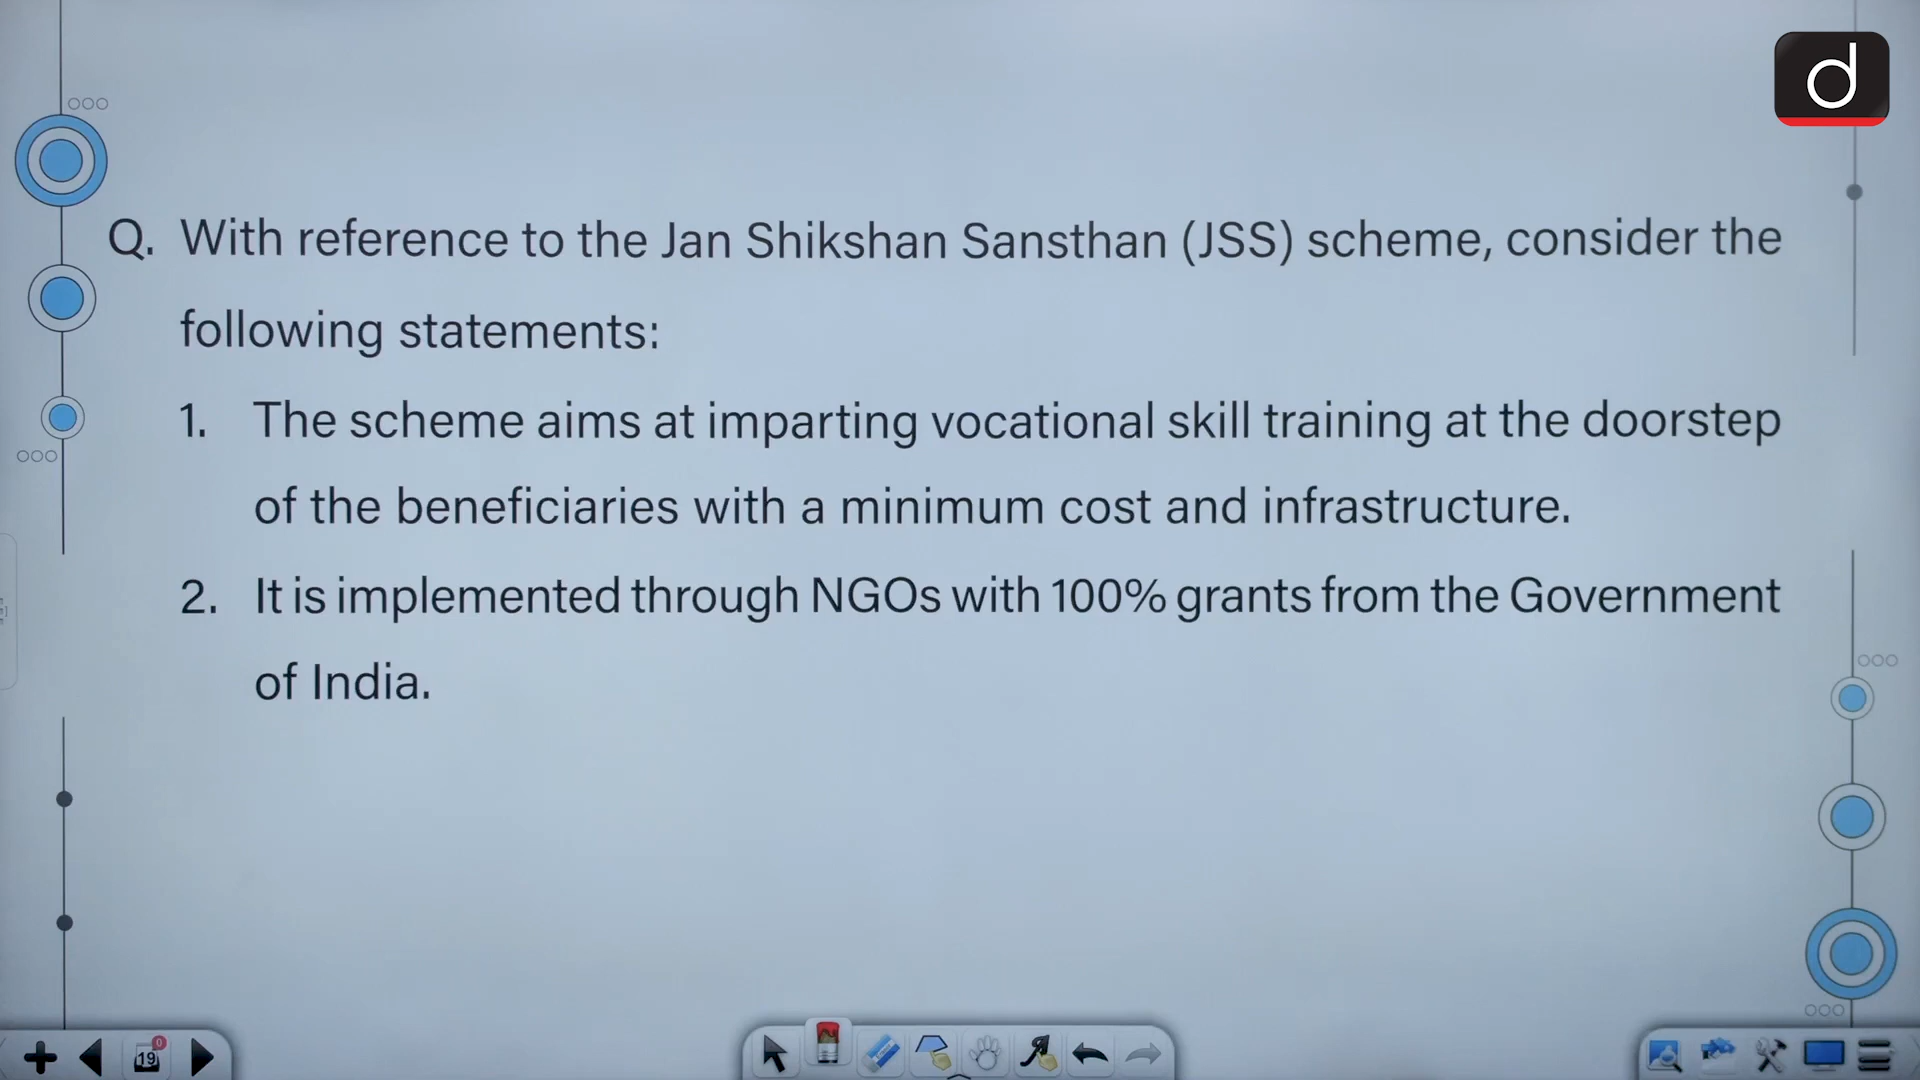 d
Q. With reference to the Jan Shikshan Sansthan (JSS) scheme, consider the
following statements:
1. The scheme aims at imparting vocational skill training at the doorstep
of the beneficiaries with a minimum cost and infrastructure.
2. It is implemented through NGOs with 100% grants from the Government
of India.
19
0